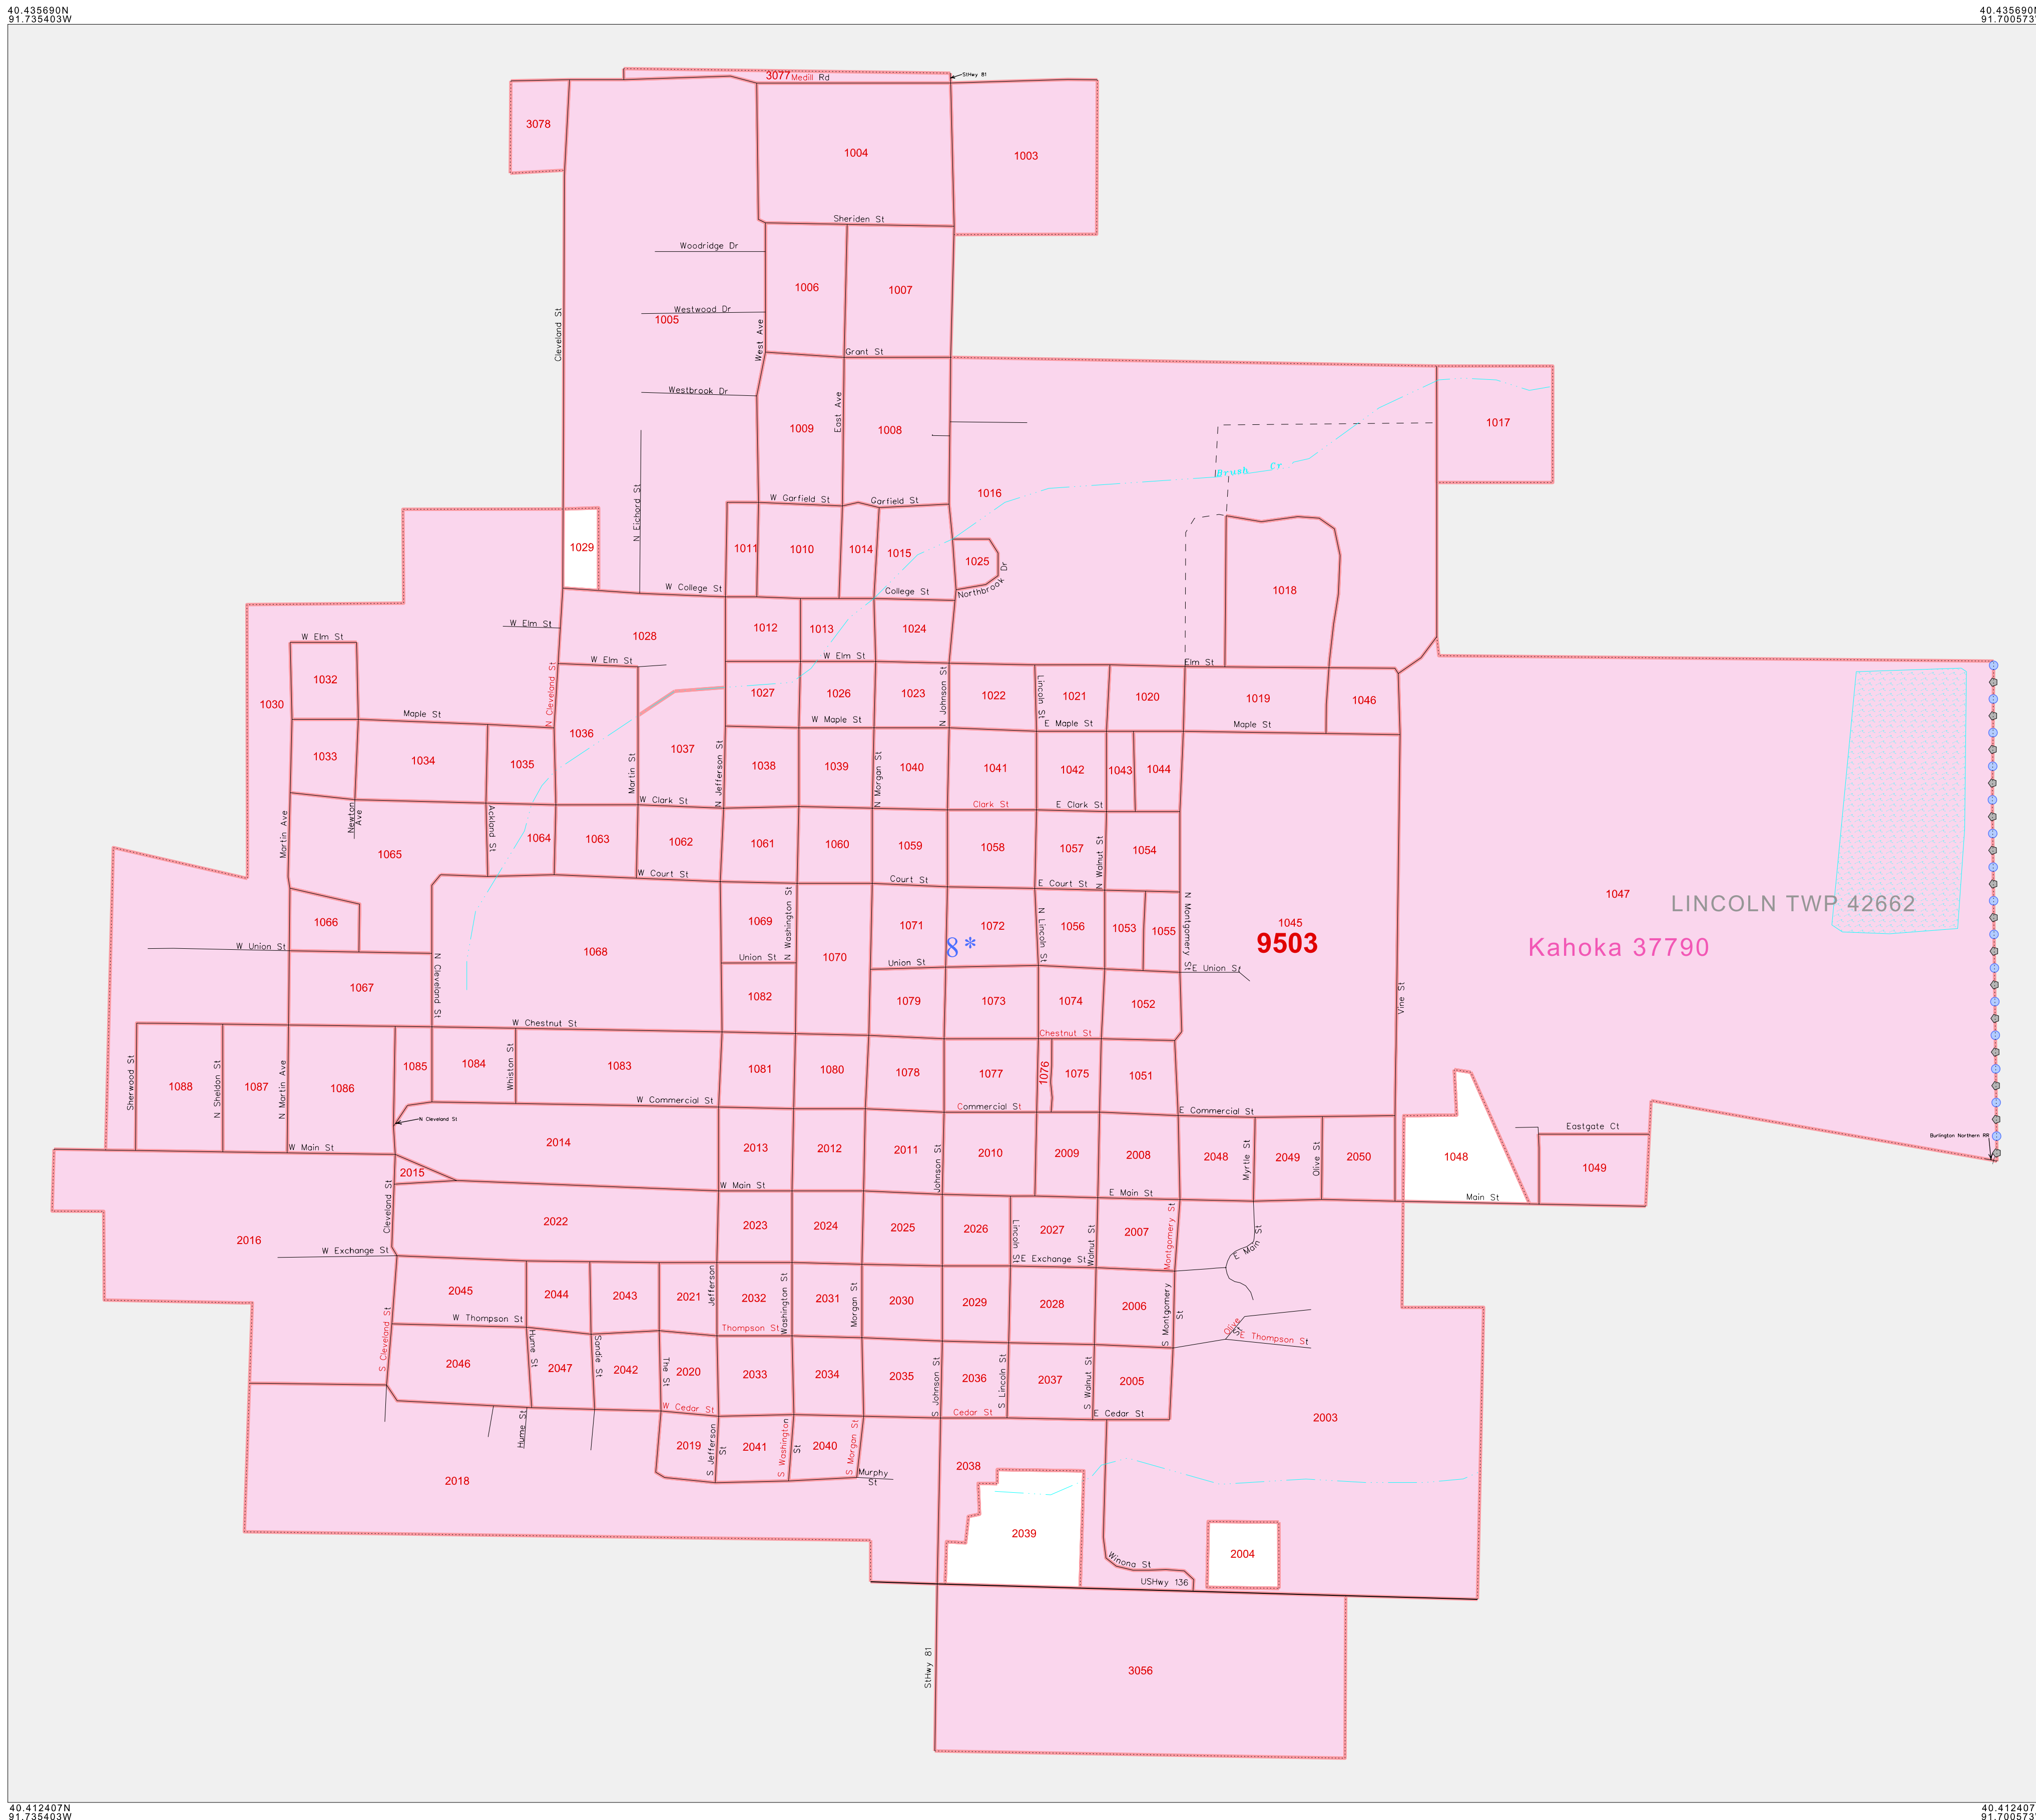 40.435690N
91.735403W
40.435690N
91.700573W
3077 Medill Rd
StHwy 81
3078
1004
1003
Sheriden St
Woodridge Dr
1006
1007
Westwood Dr
1005
Cleveland St
West Ave
Grant St
Westbrook Dr
East Ave
1009
1008
1017
Brush Cr
1016
N Eichord St
W Garfield St
Garfield St
1029
1011
1010
1014
1015
1025
Northbrook Dr
W College St
College St
1018
W Elm St
1028
1012
1013
1024
W Elm St
W Elm St
W Elm St
Elm St
1032
1030
N Cleveland St
1027
1026
1023
N Johnson St
1022
Lincoln St
1021
1020
1019
1046
Maple St
W Maple St
E Maple St
Maple St
1036
1033
1034
1035
Martin St
1037
N Jefferson St
1038
1039
N Morgan St
1040
1041
1042
1043
1044
W Clark St
Clark St
E Clark St
Martin Ave
Newton Ave
Ackland St
1065
1064
1063
1062
1061
1060
1059
1058
1057
N Walnut St
1054
W Court St
Court St
E Court St
1047
LINCOLN TWP 42662
Kahoka 37790
1066
1069
N Washington St
1071
1072
N Lincoln St
1056
1053
1055
N Montgomery St
1045
9503
8*
W Union St
1068
1070
Union St
Union St
E Union St
1067
N Cleveland St
1082
1079
1073
1074
1052
Vine St
W Chestnut St
Chestnut St
Sherwood St
1088
N Sheldon St
1087
N Martin Ave
1086
1085
1084
Whiston St
1083
1081
1080
1078
1077
1076
1075
1051
W Commercial St
Commercial St
E Commercial St
N Cleveland St
Eastgate Ct
Burlington Northern RR
W Main St
2014
2013
2012
2011
Johnson St
2010
2009
2008
2048
Myrtle St
2049
Olive St
2050
1048
1049
2015
W Main St
E Main St
Main St
Cleveland St
2016
2022
2023
2024
2025
2026
Lincoln St
2027
Walnut St
2007
Montgomery St
E Main St
W Exchange St
E Exchange St
2045
2044
2043
2021
Jefferson
2032
Washington St
2031
Morgan St
2030
2029
2028
2006
S Montgomery St
W Thompson St
Thompson St
Olive St
E Thompson St
S Cleveland St
2046
Hume St
2047
Sandie St
2042
The St
2020
2033
2034
2035
S Johnson St
2036
S Lincoln St
2037
S Walnut St
2005
W Cedar St
Cedar St
E Cedar St
2003
Hume St
2019
S Jefferson St
2041
S Washington St
2040
S Morgan St
Murphy St
2018
2038
2039
2004
Winona St
USHwy 136
StHwy 81
3056
40.412407N
91.735403W
40.412407
91.700573